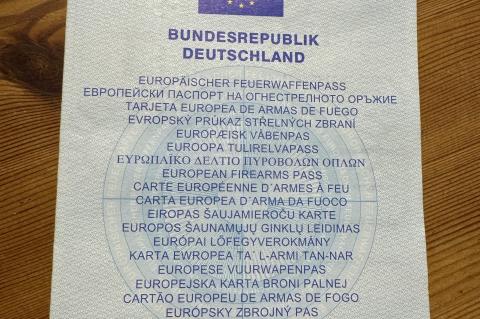 BUNDESREPUBLIK
DEUTSCHLAND
EUROPÄISCHER FEUERWAFFENPASS
ЕВРОПЕЙСКИ ПАСПОРТ НА ОГНЕСТРЕЛНОТО ОРЪЖИЕ
TARJETA EUROPEA DE ARMAS DE FUEGO
EVROPSKÝ PRŮKAZ STŘELNÝCH ZBRANÍ
EUROPÆISK VÅBENPAS
EUROOPA TULIRELVAPASS
ΕΥΡΩΠΑΪΚΟ ΔΕΛΤΙΟ ΠΥΡΟΒΟΛΩΝ ΟΠΛΩΝ
EUROPEAN FIREARMS PASS
CARTE EUROPÉENNE D´ARMES À FEU
CARTA EUROPEA D´ARMA DA FUOCO
EIROPAS ŠAUJAMIEROČU KARTE
EUROPOS ŠAUNAMŲJŲ GINKLŲ LEIDIMAS
EURÓPAI LŐFEGYVEROKMÁNY
KARTA EWROPEA TA´ L-ARMI TAN-NAR
EUROPESE VUURWAPENPAS
EUROPEJSKA KARTA BRONI PALNEJ
CARTÃO EUROPEU DE ARMAS DE FOGO
EURÓPSKY ZBROJNÝ PAS